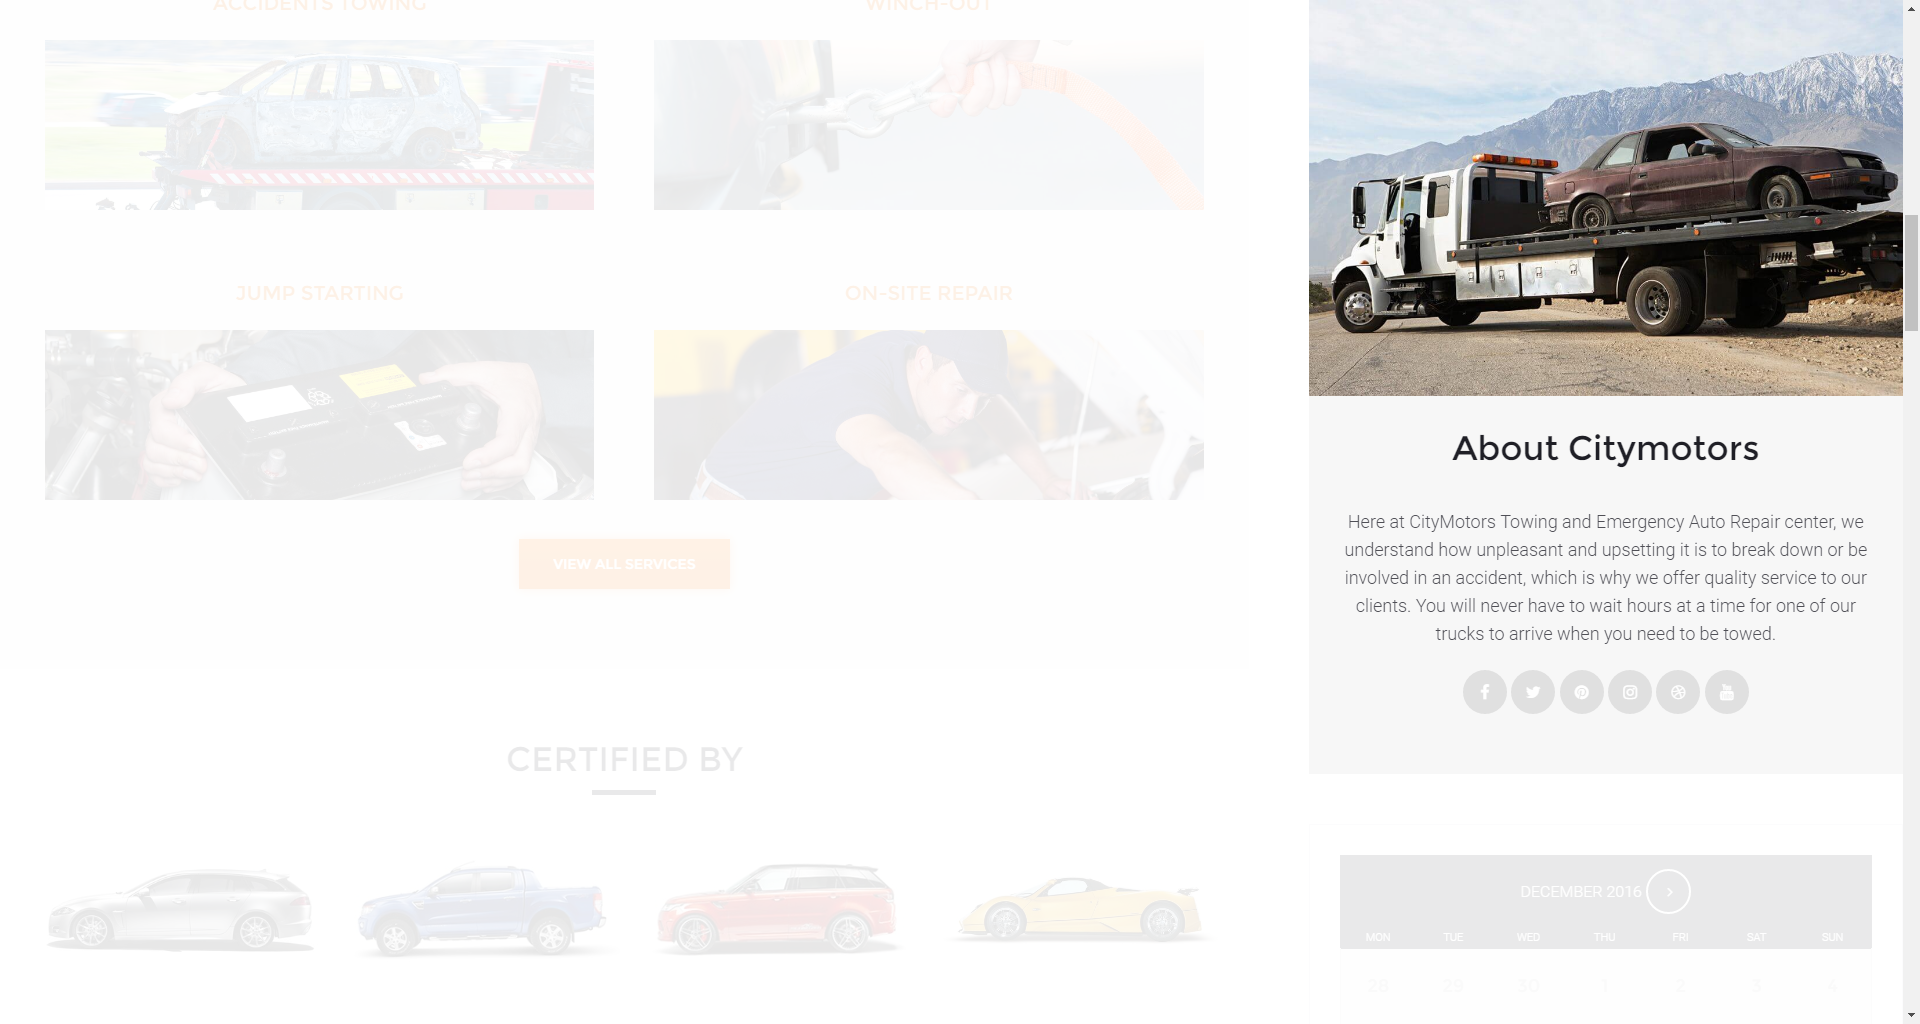 ACCIDENTS TOWING
WINCH-OUT
JUMP STARTING
ON-SITE REPAIR
VIEW ALL SERVICES
CERTIFIED BY
About Citymotors
Here at CityMotors Towing and Emergency Auto Repair center, we
understand how unpleasant and upsetting it is to break down or be
involved in an accident, which is why we offer quality service to our
clients. You will never have to wait hours at a time for one of our
trucks to arrive when you need to be towed.
DECEMBER 2016
MON TUE WED THU FRI SAT SUN
28 29 30 1 2 3 4